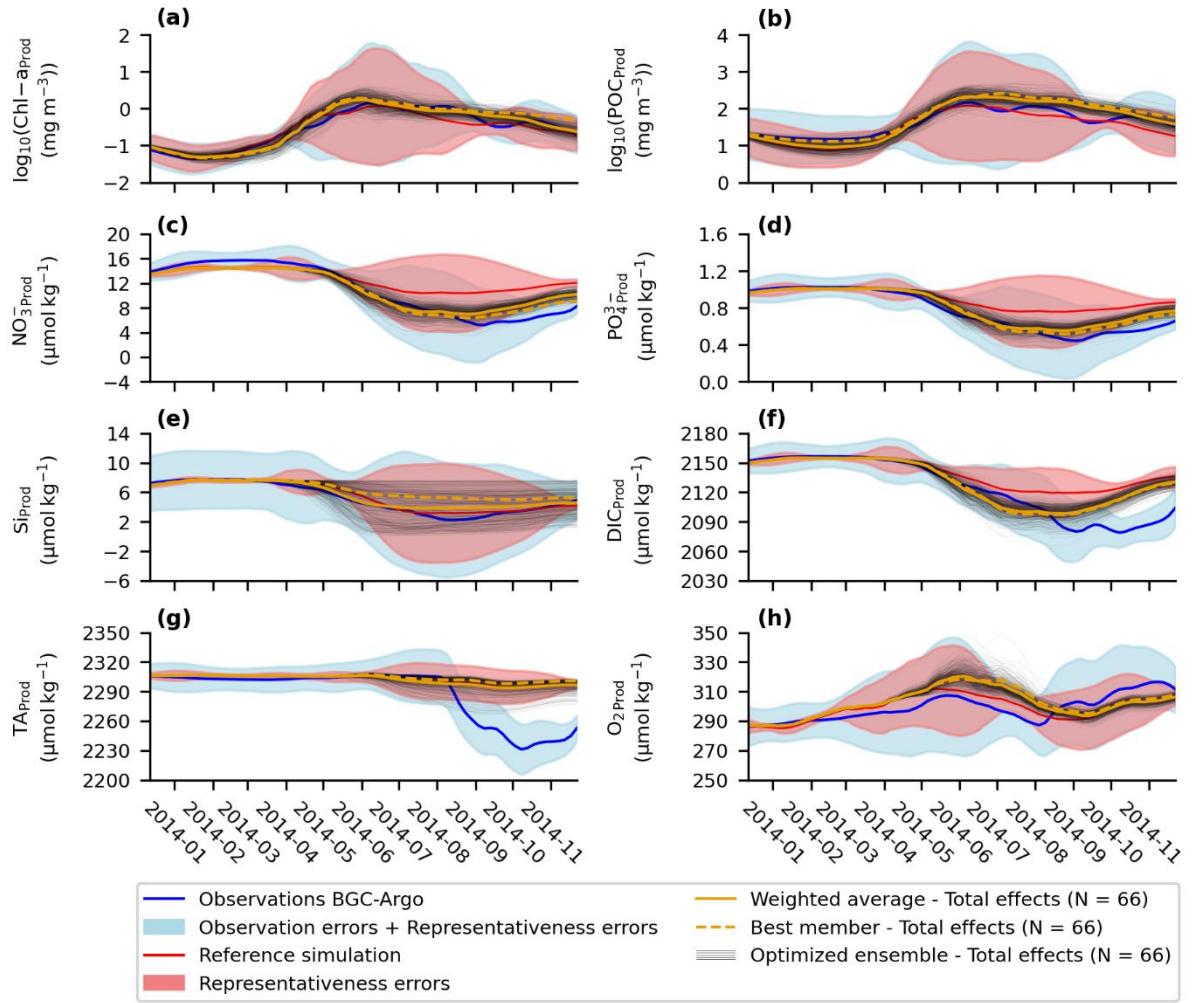 (a)
log₁₀(Chl−aProd)
(mg m⁻³))
2
1
0
−1
−2
(b)
log₁₀(POCProd)
(mg m⁻³)
4
3
2
1
0
(c)
NO₃⁻Prod
(µmol kg⁻¹)
20
16
12
8
4
0
−4
(d)
PO₄³⁻Prod
(µmol kg⁻¹)
1.6
1.2
0.8
0.4
0.0
(e)
SiProd
(µmol kg⁻¹)
14
10
6
2
−2
−6
(f)
DICProd
(µmol kg⁻¹)
2180
2150
2120
2090
2060
2030
(g)
TAProd
(µmol kg⁻¹)
2350
2320
2290
2260
2230
2200
(h)
O₂Prod
(µmol kg⁻¹)
350
330
310
290
270
250
2014-01
2014-02
2014-03
2014-04
2014-05
2014-06
2014-07
2014-08
2014-09
2014-10
2014-11
2014-01
2014-02
2014-03
2014-04
2014-05
2014-06
2014-07
2014-08
2014-09
2014-10
2014-11
Observations BGC-Argo
Observation errors + Representativeness errors
Reference simulation
Representativeness errors
Weighted average - Total effects (N = 66)
Best member - Total effects (N = 66)
Optimized ensemble - Total effects (N = 66)